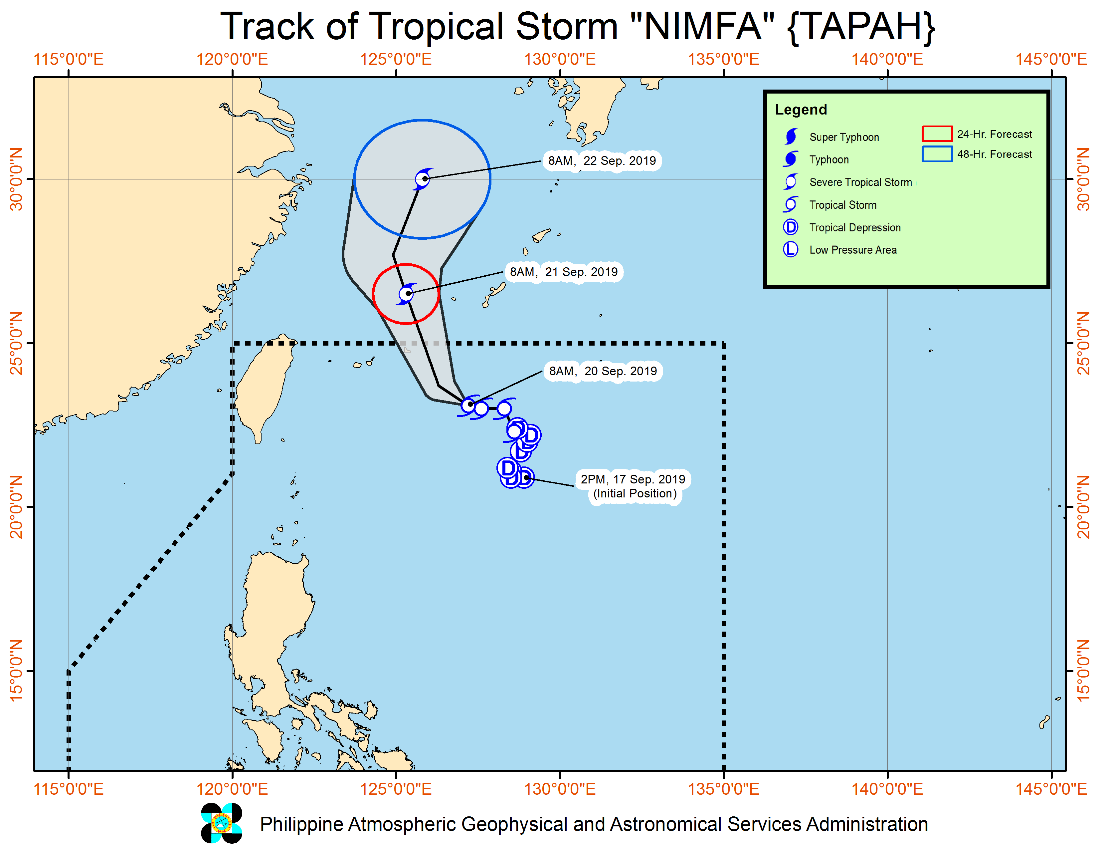 Track of Tropical Storm "NIMFA" {TAPAH}
115°0'0"E 120°0'0"E 125°0'0"E 130°0'0"E 135°0'0"E 140°0'0"E 145°0'0"E
Legend
Super Typhoon
Typhoon
Severe Tropical Storm
Tropical Storm
D Tropical Depression
L Low Pressure Area
24-Hr. Forecast
48-Hr. Forecast
8AM, 22 Sep. 2019
30°0'0"N 30°0'0"N
8AM, 21 Sep. 2019
25°0'0"N 25°0'0"N
8AM, 20 Sep. 2019
D
D
D
D
D
D
D
2PM, 17 Sep. 2019
(Initial Position)
20°0'0"N 20°0'0"N
15°0'0"N 15°0'0"N
115°0'0"E 120°0'0"E 125°0'0"E 130°0'0"E 135°0'0"E 140°0'0"E 145°0'0"E
Philippine Atmospheric Geophysical and Astronomical Services Administration